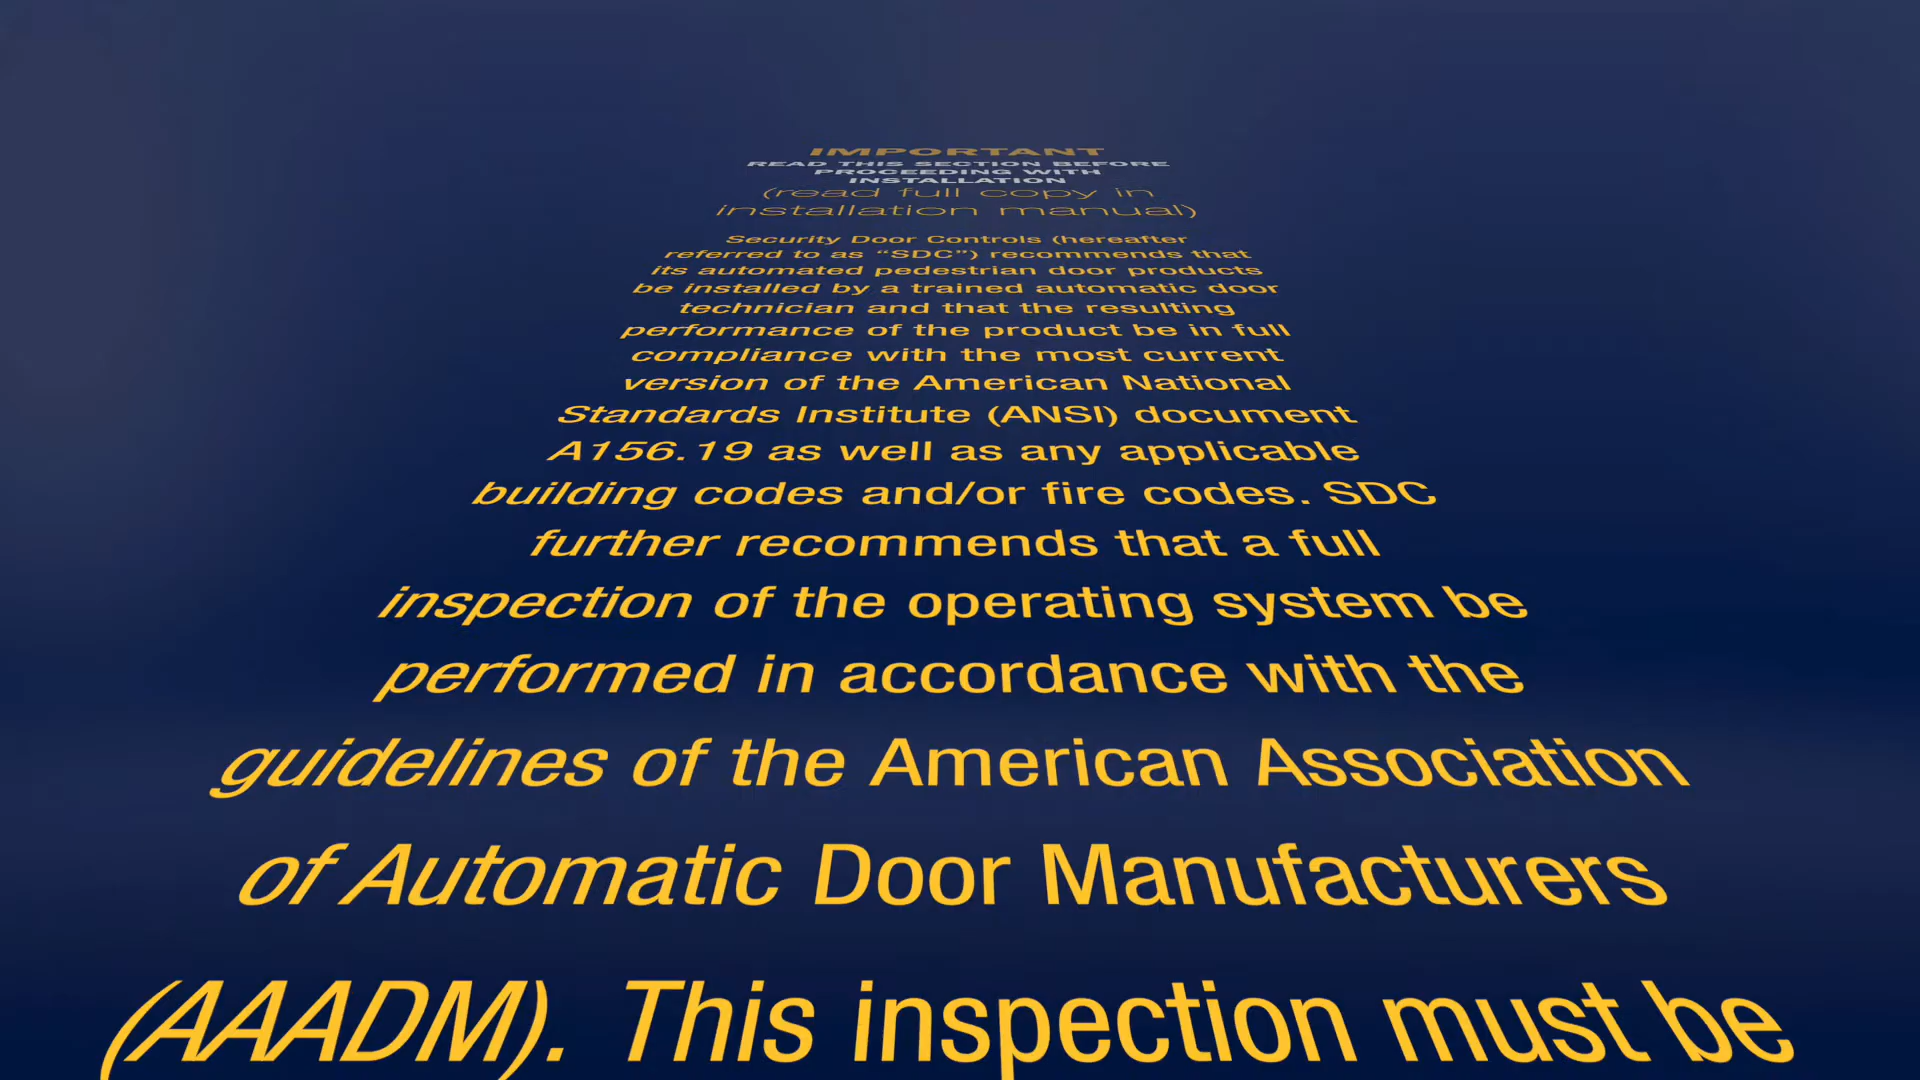 IMPORTANT
READ THIS SECTION BEFORE
PROCEEDING WITH
INSTALLATION
(read full copy in
installation manual)
Security Door Controls (hereafter
referred to as “SDC”) recommends that
its automated pedestrian door products
be installed by a trained automatic door
technician and that the resulting
performance of the product be in full
compliance with the most current
version of the American National
Standards Institute (ANSI) document
A156.19 as well as any applicable
building codes and/or fire codes. SDC
further recommends that a full
inspection of the operating system be
performed in accordance with the
guidelines of the American Association
of Automatic Door Manufacturers
(AAADM). This inspection must be